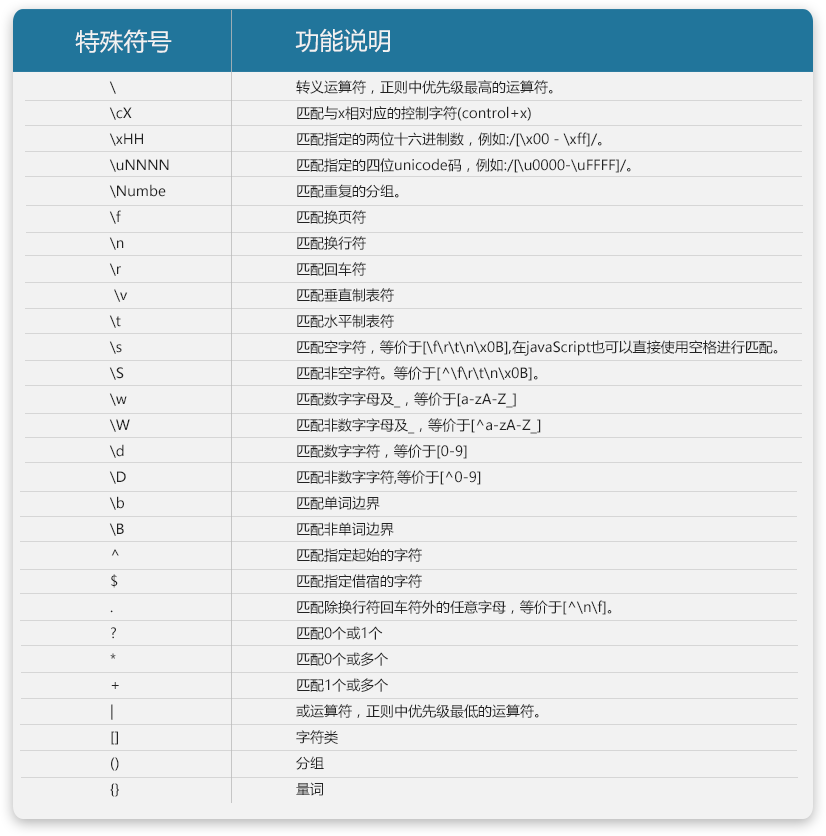 特殊符号 功能说明
\ 转义运算符，正则中优先级最高的运算符。
\cX 匹配与x相对应的控制字符(control+x)
\xHH 匹配指定的两位十六进制数，例如:/[\x00 - \xff]/。
\uNNNN 匹配指定的四位unicode码，例如:/[\u0000-\uFFFF]/。
\Numbe 匹配重复的分组。
\f 匹配换页符
\n 匹配换行符
\r 匹配回车符
\v 匹配垂直制表符
\t 匹配水平制表符
\s 匹配空字符，等价于[\f\r\t\n\x0B],在javaScript也可以直接使用空格进行匹配。
\S 匹配非空字符。等价于[^\f\r\t\n\x0B]。
\w 匹配数字字母及_，等价于[a-zA-Z_]
\W 匹配非数字字母及_，等价于[^a-zA-Z_]
\d 匹配数字字符，等价于[0-9]
\D 匹配非数字字符,等价于[^0-9]
\b 匹配单词边界
\B 匹配非单词边界
^ 匹配指定起始的字符
$ 匹配指定借宿的字符
. 匹配除换行符回车符外的任意字母，等价于[^\n\f]。
? 匹配0个或1个
* 匹配0个或多个
+ 匹配1个或多个
| 或运算符，正则中优先级最低的运算符。
[] 字符类
() 分组
{} 量词